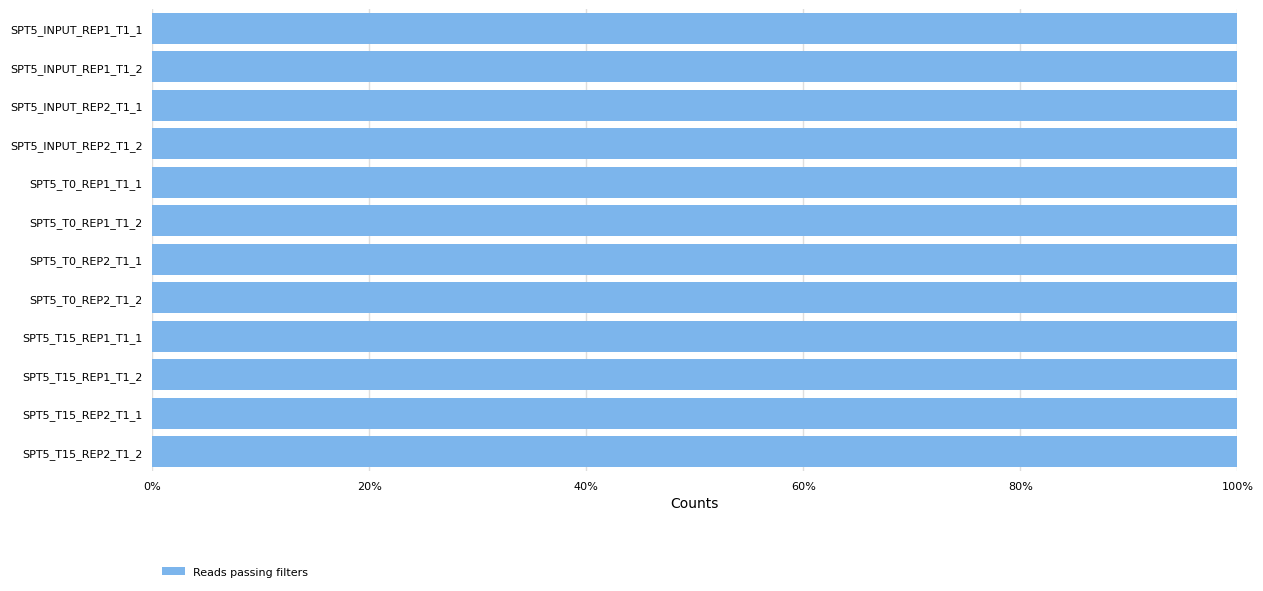 SPT5_INPUT_REP1_T1_1
SPT5_INPUT_REP1_T1_2
SPT5_INPUT_REP2_T1_1
SPT5_INPUT_REP2_T1_2
SPT5_T0_REP1_T1_1
SPT5_T0_REP1_T1_2
SPT5_T0_REP2_T1_1
SPT5_T0_REP2_T1_2
SPT5_T15_REP1_T1_1
SPT5_T15_REP1_T1_2
SPT5_T15_REP2_T1_1
SPT5_T15_REP2_T1_2
0% 20% 40% 60% 80% 100%
Counts
Reads passing filters